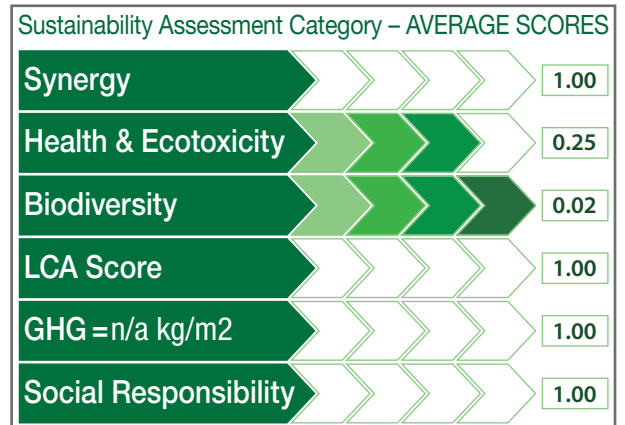 Sustainability Assessment Category – AVERAGE SCORES
Synergy 1.00
Health & Ecotoxicity 0.25
Biodiversity 0.02
LCA Score 1.00
GHG =n/a kg/m2 1.00
Social Responsibility 1.00